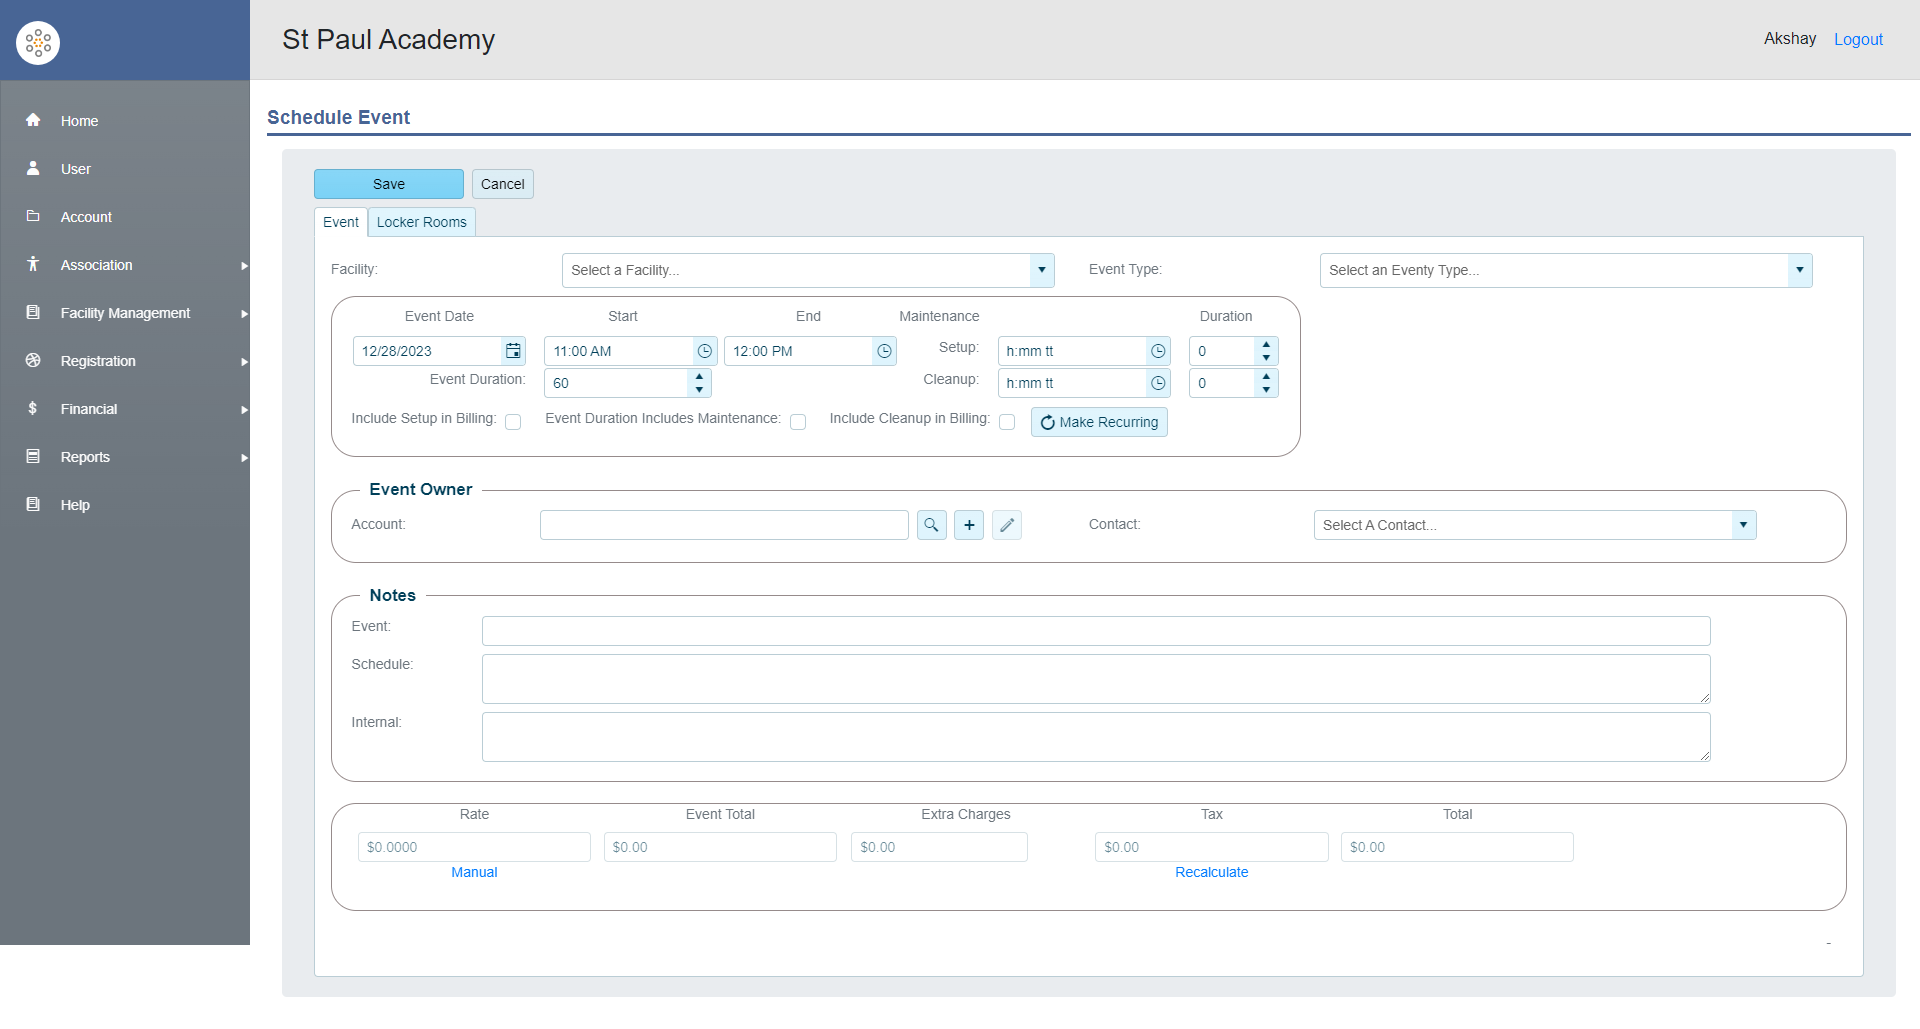 St Paul Academy
Akshay Logout
Home
User
Account
Association
Facility Management
Registration
Financial
Reports
Help
Schedule Event
Save Cancel
Event Locker Rooms
Facility: Select a Facility... Event Type: Select an Eventy Type...
Event Date Start End Maintenance Duration
12/28/2023 11:00 AM 12:00 PM Setup: h:mm tt 0
Event Duration: 60 Cleanup: h:mm tt 0
Include Setup in Billing: Event Duration Includes Maintenance: Include Cleanup in Billing: Make Recurring
Event Owner
Account: Contact: Select A Contact...
Notes
Event:
Schedule:
Internal:
Rate Event Total Extra Charges Tax Total
$0.0000 $0.00 $0.00 $0.00 $0.00
Manual Recalculate
-